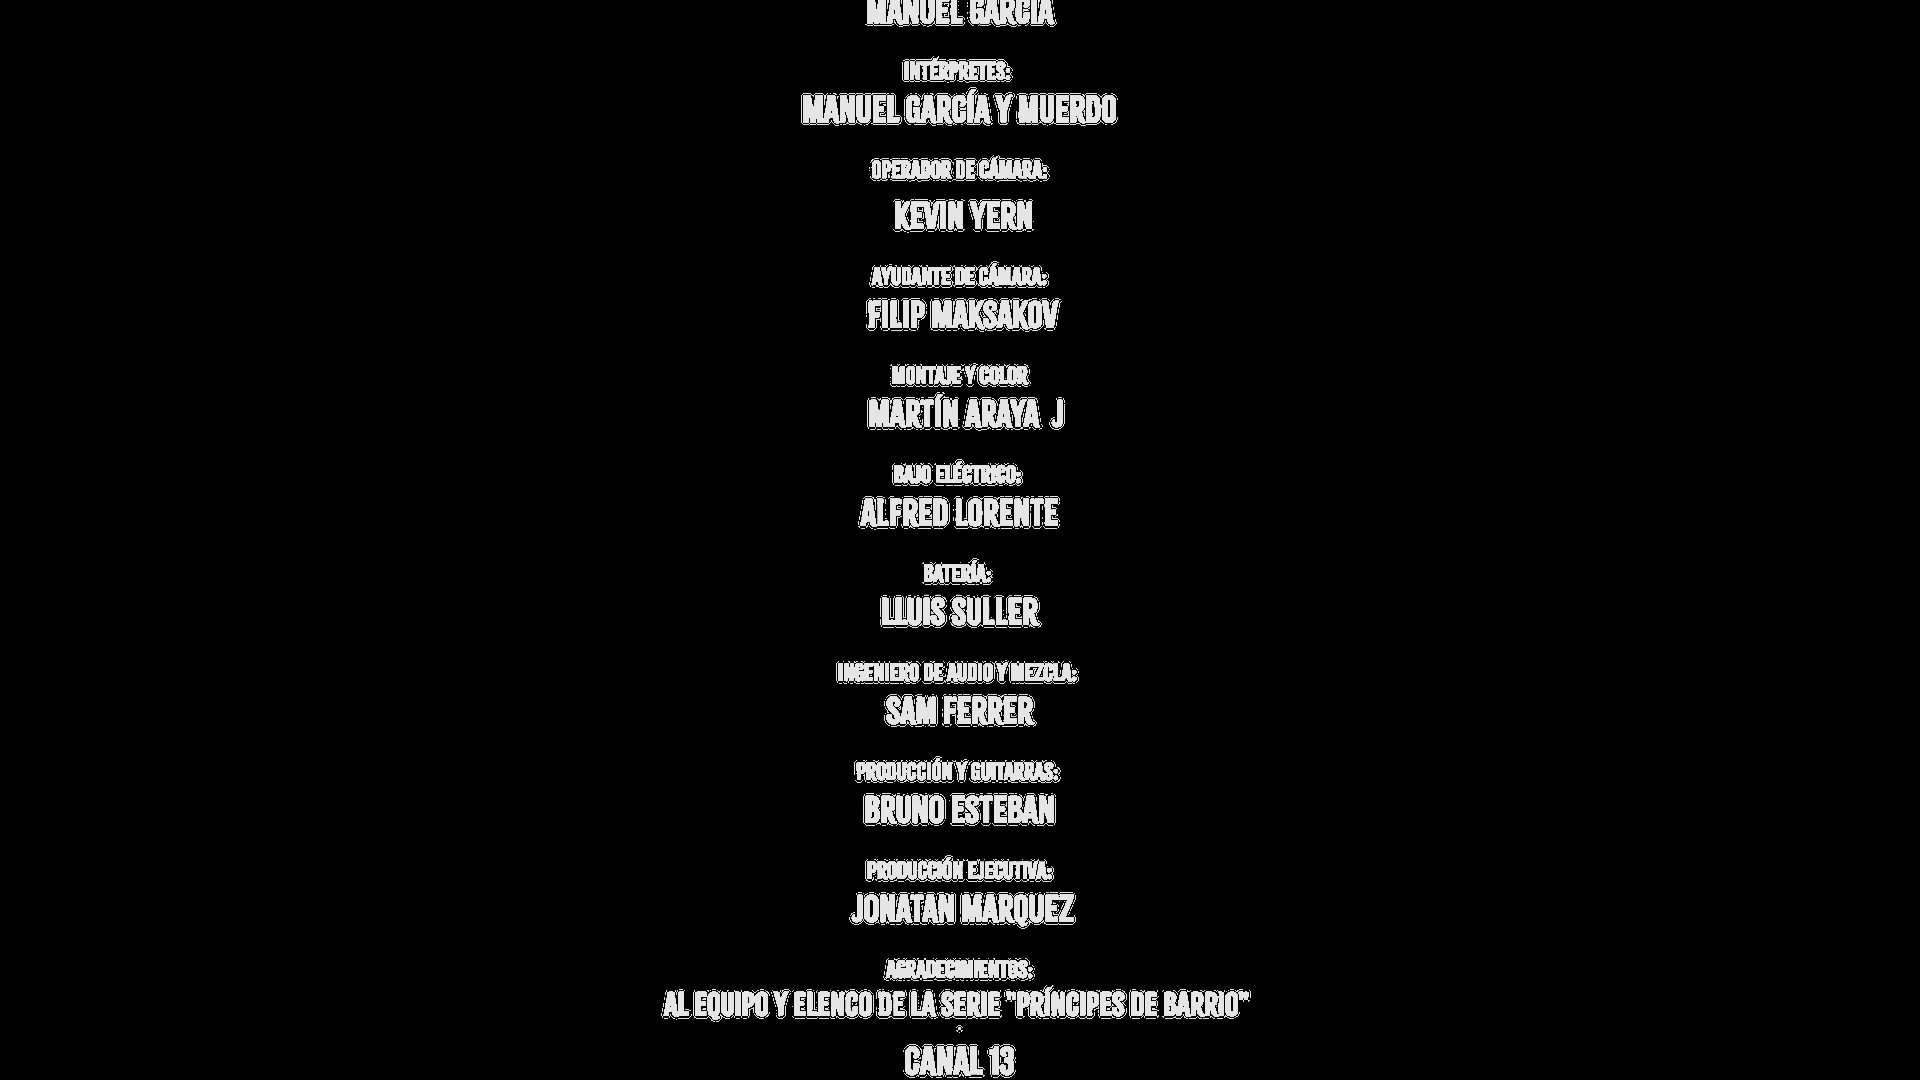 MANUEL GARCÍA
INTÉRPRETES:
MANUEL GARCÍA Y MUERDO
OPERADOR DE CÁMARA:
KEVIN YERN
AYUDANTE DE CÁMARA:
FILIP MAKSAKOV
MONTAJE Y COLOR
MARTÍN ARAYA J
BAJO ELÉCTRICO:
ALFRED LORENTE
BATERÍA:
LLUIS SULLER
INGENIERO DE AUDIO Y MEZCLA:
SAM FERRER
PRODUCCIÓN Y GUITARRAS:
BRUNO ESTEBAN
PRODUCCIÓN EJECUTIVA:
JONATAN MARQUEZ
AGRADECIMIENTOS:
AL EQUIPO Y ELENCO DE LA SERIE "PRÍNCIPES DE BARRIO"
CANAL 13